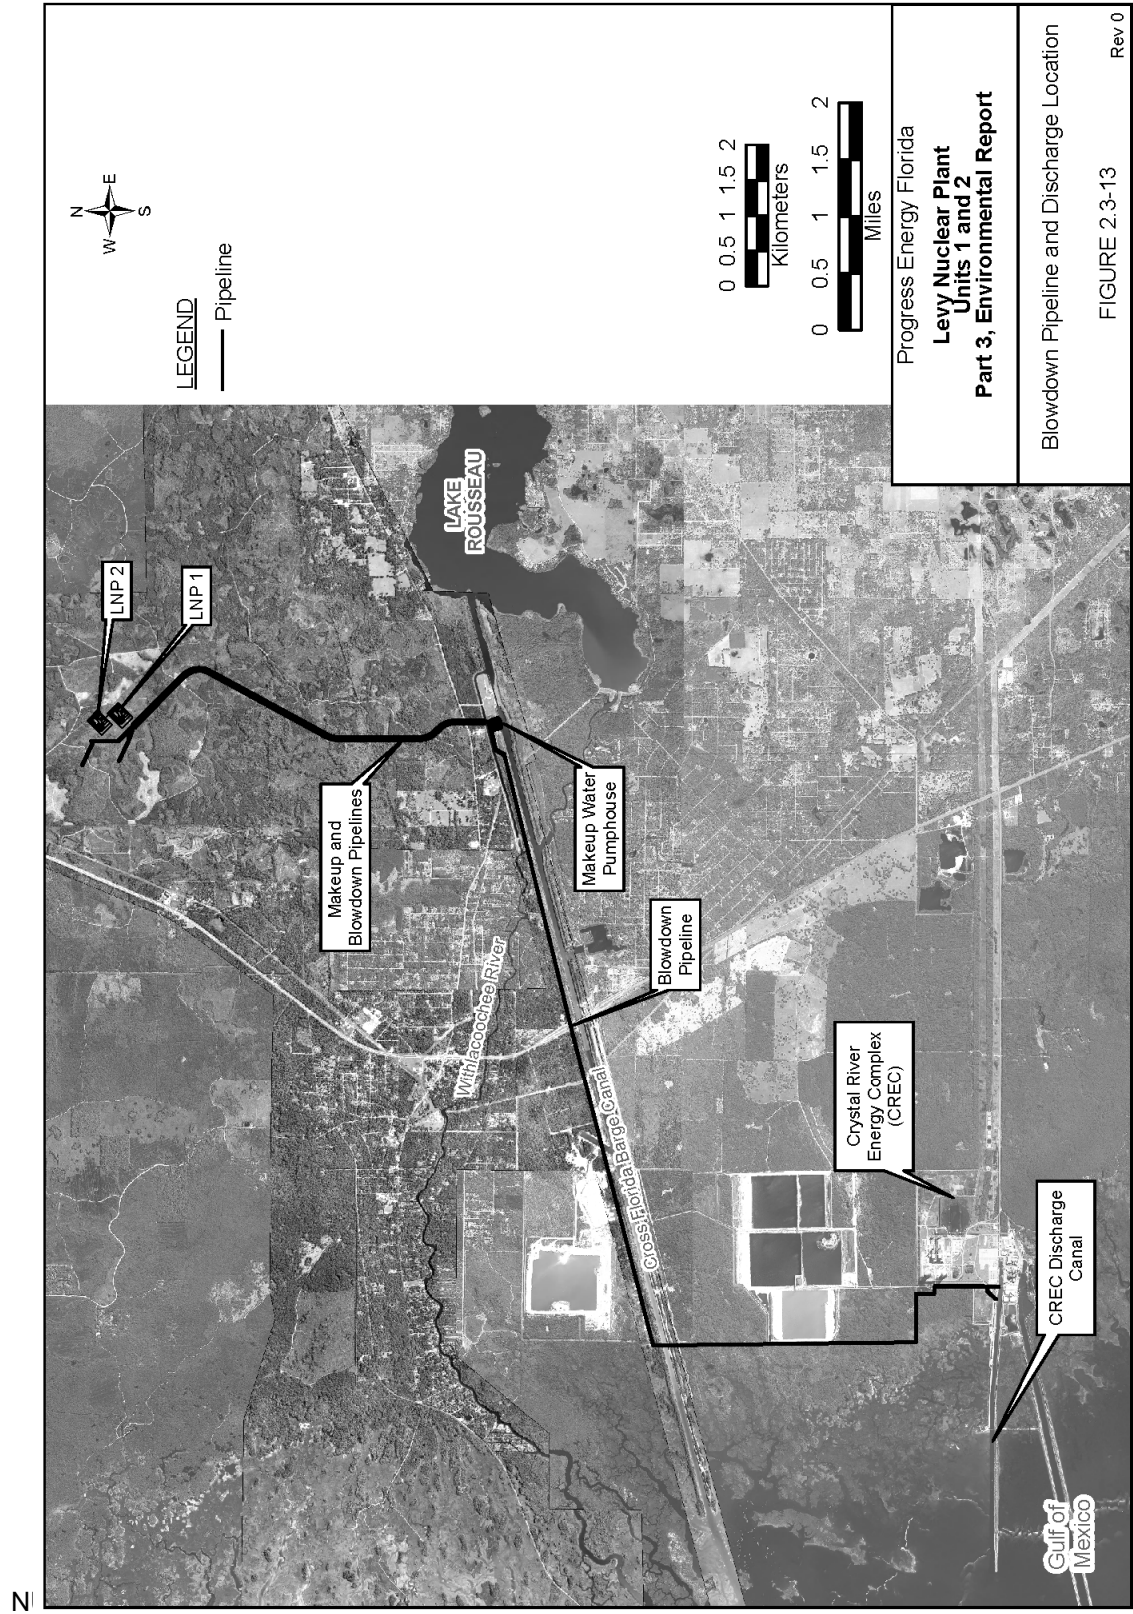 N
W
E
S
LEGEND
Pipeline
LNP 2
LNP 1
LAKE
ROUSSEAU
Makeup and
Blowdown Pipelines
Makeup Water
Pumphouse
Withlacoochee River
Blowdown
Pipeline
Cross Florida Barge Canal
Crystal River
Energy Complex
(CREC)
CREC Discharge
Canal
Gulf of
Mexico
0 0.5 1 1.5 2
Kilometers
0 0.5 1 1.5 2
Miles
Progress Energy Florida
Levy Nuclear Plant
Units 1 and 2
Part 3, Environmental Report
Blowdown Pipeline and Discharge Location
FIGURE 2.3-13
Rev 0
N